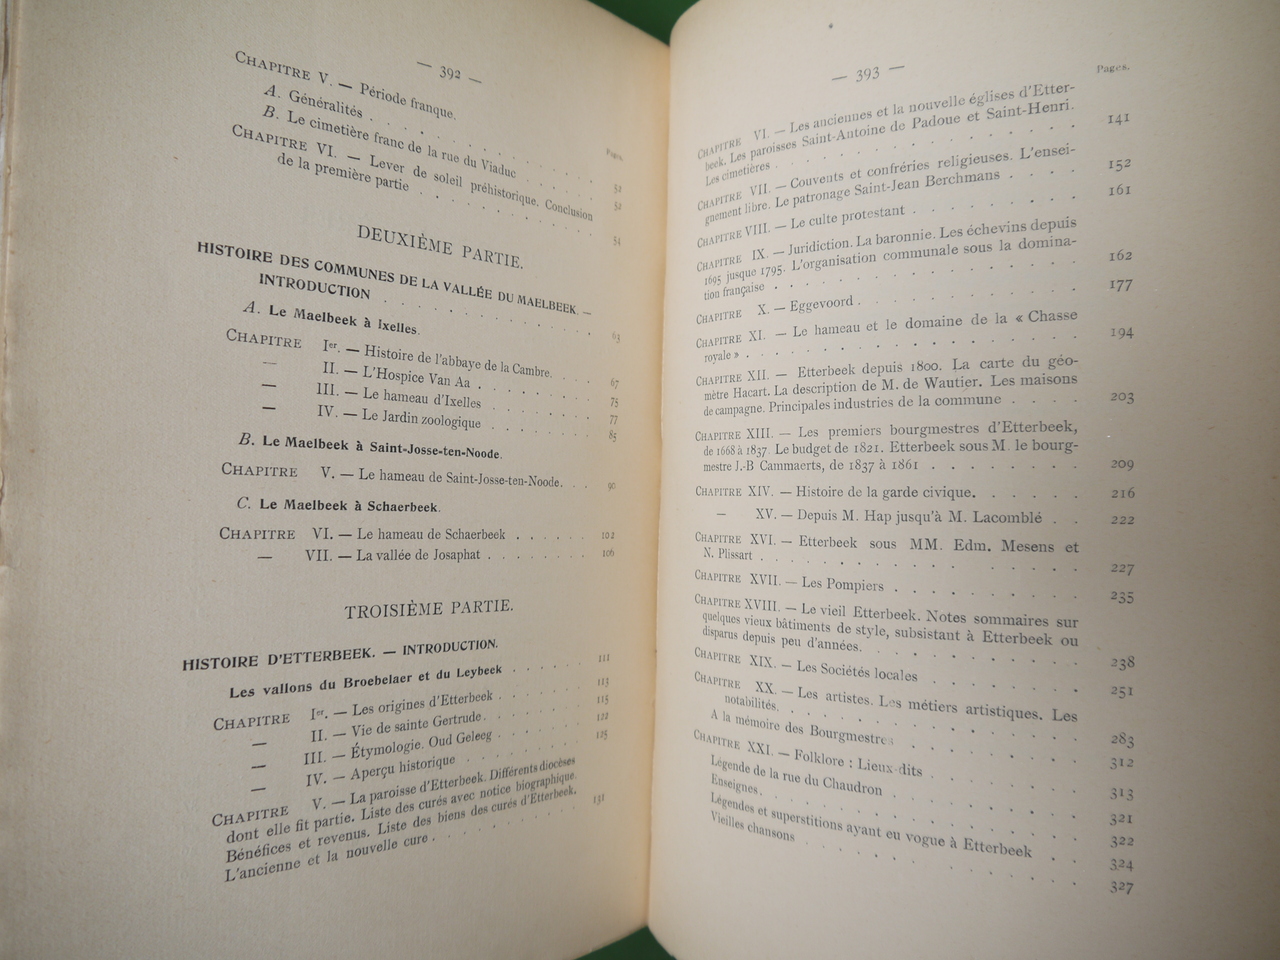 — 392 —
Pages.
CHAPITRE V. — Période franque.
A. Généralités . . . . . . . . . . 52
B. Le cimetière franc de la rue du Viaduc . . . . . 52
CHAPITRE VI. — Lever de soleil préhistorique. Conclusion
de la première partie . . . . . . . . 54
DEUXIÈME PARTIE.
HISTOIRE DES COMMUNES DE LA VALLÉE DU MAELBEEK. —
INTRODUCTION . . . . . . . . . . 63
A. Le Maelbeek à Ixelles.
CHAPITRE Ier. — Histoire de l'abbaye de la Cambre. . . . 67
— II. — L'Hospice Van Aa . . . . . . . 75
— III. — Le hameau d'Ixelles . . . . . . . 77
— IV. — Le Jardin zoologique . . . . . . . 85
B. Le Maelbeek à Saint-Josse-ten-Noode.
CHAPITRE V. — Le hameau de Saint-Josse-ten-Noode. . . 90
C. Le Maelbeek à Schaerbeek.
CHAPITRE VI. — Le hameau de Schaerbeek . . . . . . 102
— VII. — La vallée de Josaphat . . . . . . . 106
TROISIÈME PARTIE.
HISTOIRE D'ETTERBEEK. — INTRODUCTION.
Les vallons du Broebelaer et du Leybeek . . . . . . 111
CHAPITRE Ier. — Les origines d'Etterbeek . . . . . . 113
— II. — Vie de sainte Gertrude. . . . . . 115
— III. — Étymologie. Oud Geleeg . . . . . . 122
— IV. — Aperçu historique . . . . . . . 125
CHAPITRE V. — La paroisse d'Etterbeek. Différents diocèses
dont elle fit partie. Liste des curés avec notice biographique.
Bénéfices et revenus. Liste des biens des curés d'Etterbeek.
L'ancienne et la nouvelle cure . . . . . . . . 131
— 393 —
Pages.
CHAPITRE VI. — Les anciennes et la nouvelle églises d'Etter-
beek. Les paroisses Saint-Antoine de Padoue et Saint-Henri.
Les cimetières . . . . . . . . . . 141
CHAPITRE VII. — Couvents et confréries religieuses. L'ensei-
gnement libre. Le patronage Saint-Jean Berchmans . . . . 152
CHAPITRE VIII. — Le culte protestant . . . . . . . 161
CHAPITRE IX. — Juridiction. La baronnie. Les échevins depuis
1695 jusque 1795. L'organisation communale sous la domina-
tion française . . . . . . . . . . 162
CHAPITRE X. — Eggevoord . . . . . . . . . 177
CHAPITRE XI. — Le hameau et le domaine de la « Chasse
royale » . . . . . . . . . . . 194
CHAPITRE XII. — Etterbeek depuis 1800. La carte du géo-
mètre Hacart. La description de M. de Wautier. Les maisons
de campagne. Principales industries de la commune . . . . 203
CHAPITRE XIII. — Les premiers bourgmestres d'Etterbeek,
de 1668 à 1837. Le budget de 1821. Etterbeek sous M. le bourg-
mestre J.-B Cammaerts, de 1837 à 1861 . . . . . . 209
CHAPITRE XIV. — Histoire de la garde civique. . . . . 216
— XV. — Depuis M. Hap jusqu'à M. Lacomblé . . 222
CHAPITRE XVI. — Etterbeek sous MM. Edm. Mesens et
N. Plissart . . . . . . . . . . . 227
CHAPITRE XVII. — Les Pompiers . . . . . . . 235
CHAPITRE XVIII. — Le vieil Etterbeek. Notes sommaires sur
quelques vieux bâtiments de style, subsistant à Etterbeek ou
disparus depuis peu d'années. . . . . . . . . 238
CHAPITRE XIX. — Les Sociétés locales . . . . . . 251
CHAPITRE XX. — Les artistes. Les métiers artistiques. Les
notabilités. . . . . . . . . . . 283
A la mémoire des Bourgmestres . . . . . . . 312
CHAPITRE XXI. — Folklore : Lieux-dits . . . . . . 313
Légende de la rue du Chaudron . . . . . . . 321
Enseignes. . . . . . . . . . . . 322
Légendes et superstitions ayant eu vogue à Etterbeek . . 324
Vieilles chansons . . . . . . . . . . 327